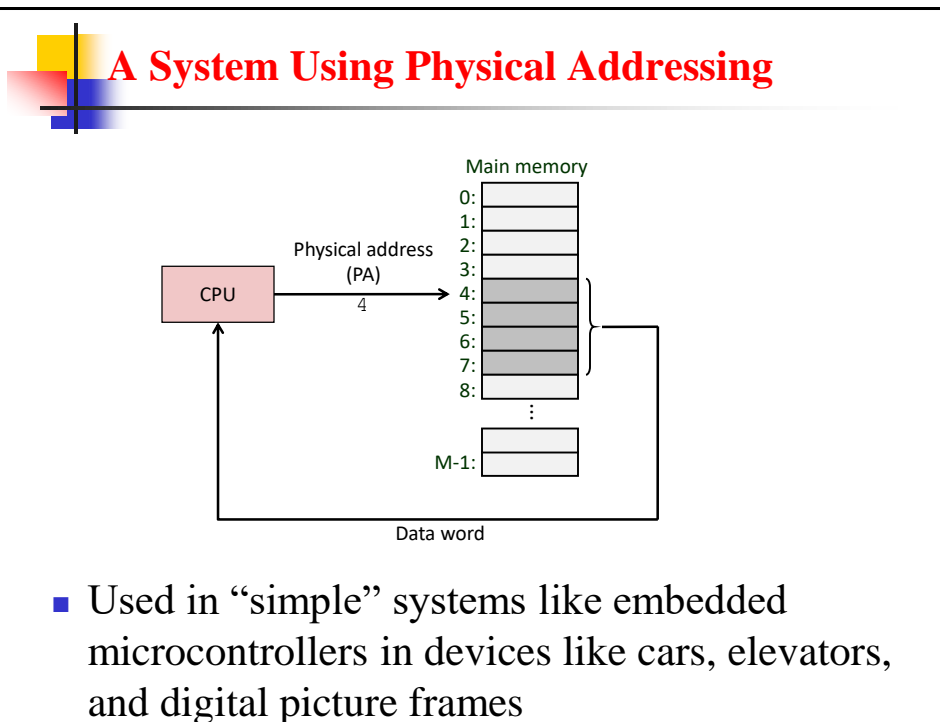 A System Using Physical Addressing
Main memory
0:
1:
2:
3:
4:
5:
6:
7:
8:
...
M-1:
Physical address
(PA)
4
CPU
Data word
Used in “simple” systems like embedded
microcontrollers in devices like cars, elevators,
and digital picture frames